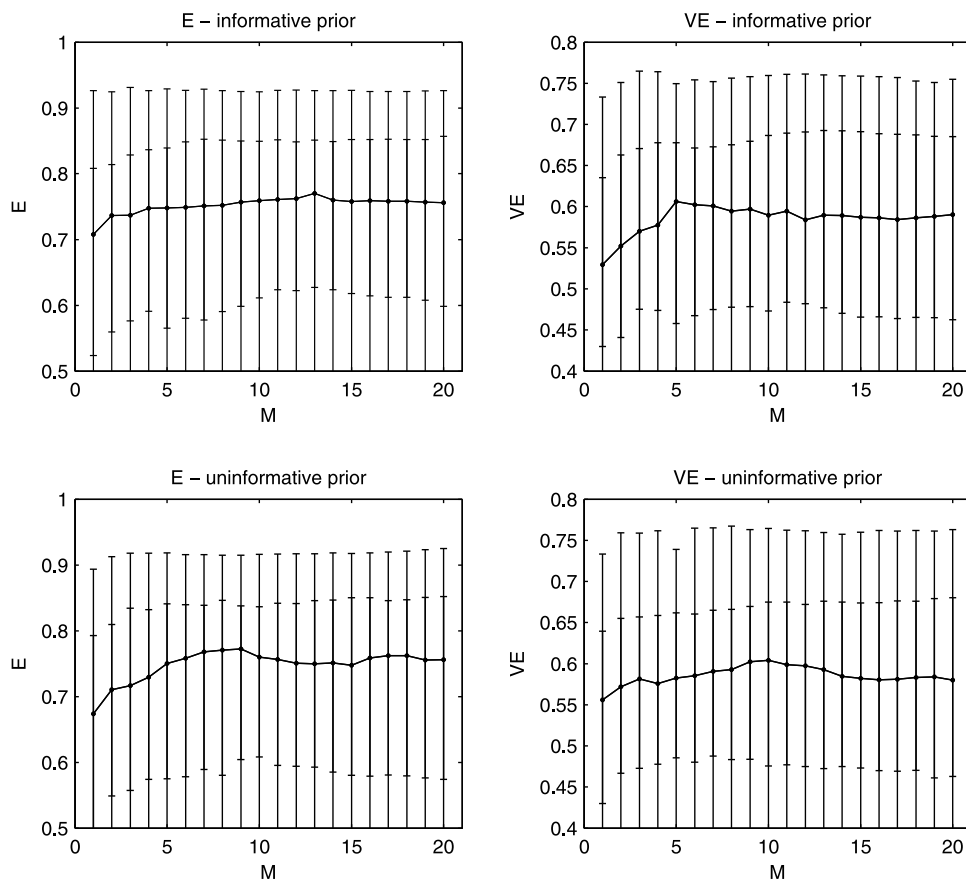 E – informative prior
1
0.9
0.8
0.7
0.6
0.5
E
0 5 10 15 20
M
VE – informative prior
0.8
0.75
0.7
0.65
0.6
0.55
0.5
0.45
0.4
VE
0 5 10 15 20
M
E – uninformative prior
1
0.9
0.8
0.7
0.6
0.5
E
0 5 10 15 20
M
VE – uninformative prior
0.8
0.75
0.7
0.65
0.6
0.55
0.5
0.45
0.4
VE
0 5 10 15 20
M